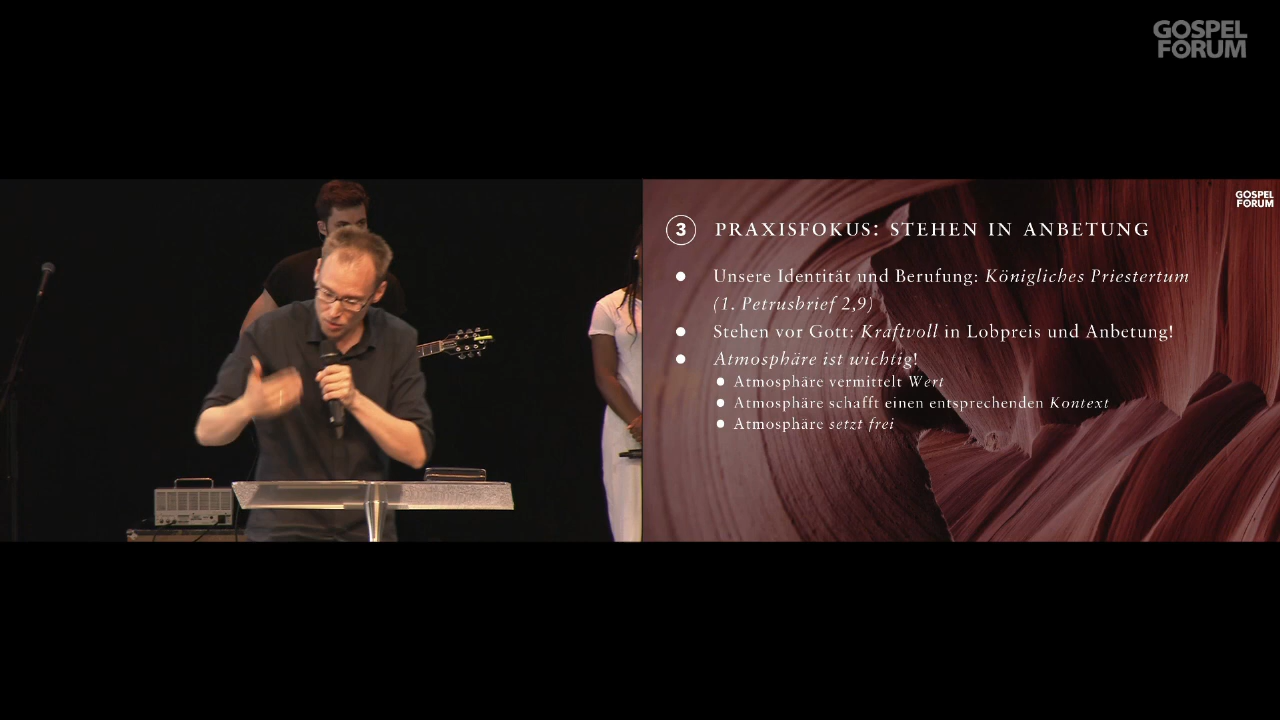 GOSPEL
FORUM
GOSPEL
FORUM
3 PRAXISFOKUS: STEHEN IN ANBETUNG
● Unsere Identität und Berufung: Königliches Priestertum
(1. Petrusbrief 2,9)
● Stehen vor Gott: Kraftvoll in Lobpreis und Anbetung!
● Atmosphäre ist wichtig!
● Atmosphäre vermittelt Wert
● Atmosphäre schafft einen entsprechenden Kontext
● Atmosphäre setzt frei